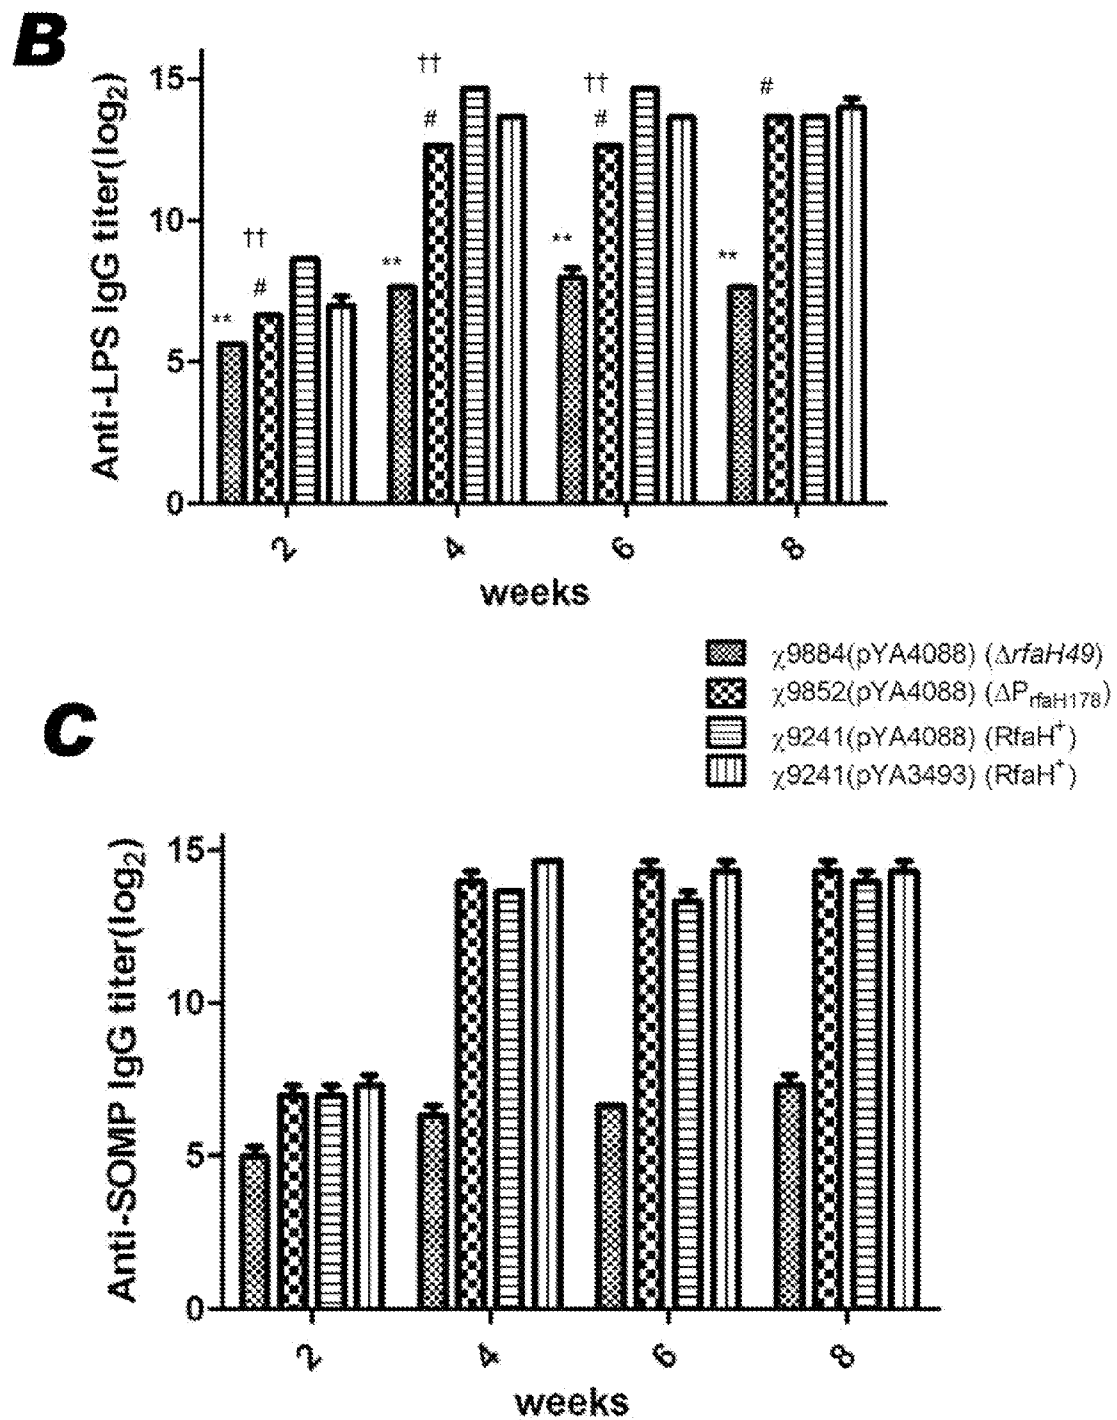 B
Anti-LPS IgG titer(log2)
15
10
5
0
††
††
††
#
#
#
#
**
**
**
**
2
4
6
8
weeks
χ9884(pYA4088) (ΔrfaH49)
χ9852(pYA4088) (ΔPrfaH178)
χ9241(pYA4088) (RfaH+)
χ9241(pYA3493) (RfaH+)
C
Anti-SOMP IgG titer(log2)
15
10
5
0
2
4
6
8
weeks